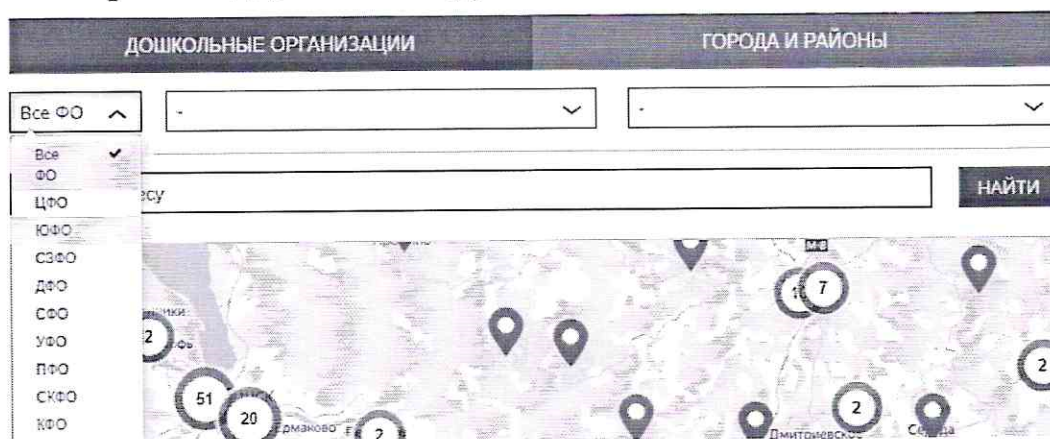 ДОШКОЛЬНЫЕ ОРГАНИЗАЦИИ
ГОРОДА И РАЙОНЫ
Все ФО
-
-
Все
ФО
ЦФО
ЮФО
СЗФО
ДФО
СФО
УФО
ПФО
СКФО
КФО
есу
НАЙТИ
М-8
7
2
51
20
Ермаково
2
2
2
Дмитриевское